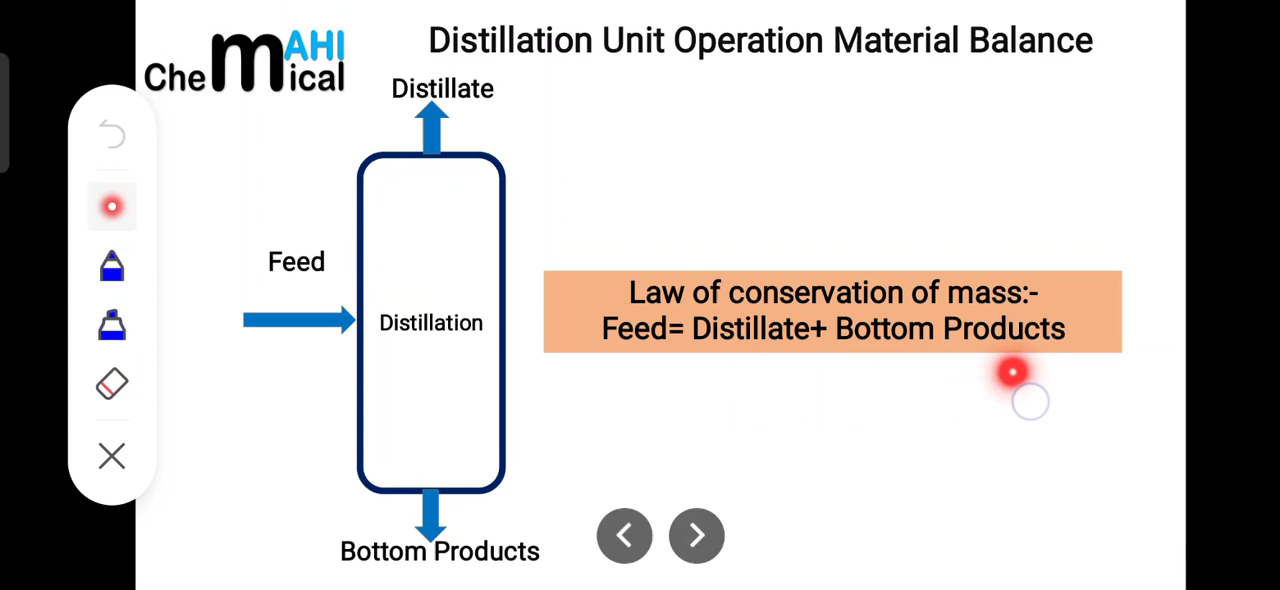 Distillation Unit Operation Material Balance
CheMAHIical
Distillate
Feed
Distillation
Law of conservation of mass:-
Feed= Distillate+ Bottom Products
Bottom Products